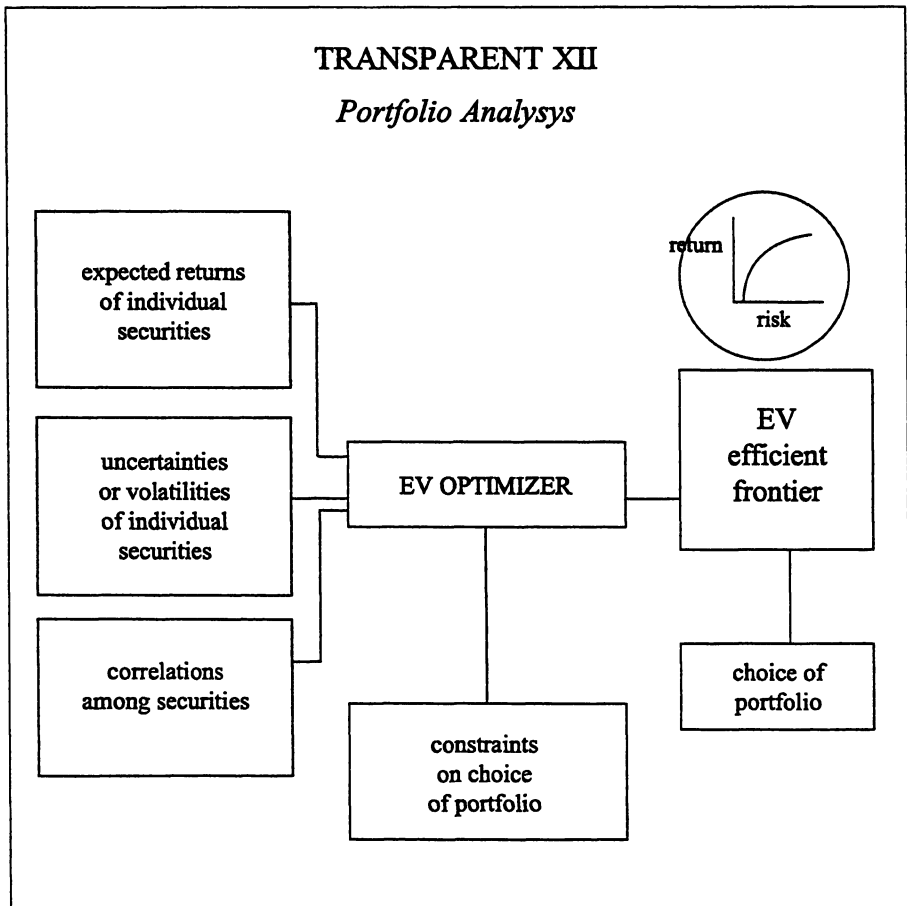 TRANSPARENT XII
Portfolio Analysys
expected returns
of individual
securities
uncertainties
or volatilities
of individual
securities
correlations
among securities
EV OPTIMIZER
constraints
on choice
of portfolio
return
risk
EV
efficient
frontier
choice of
portfolio